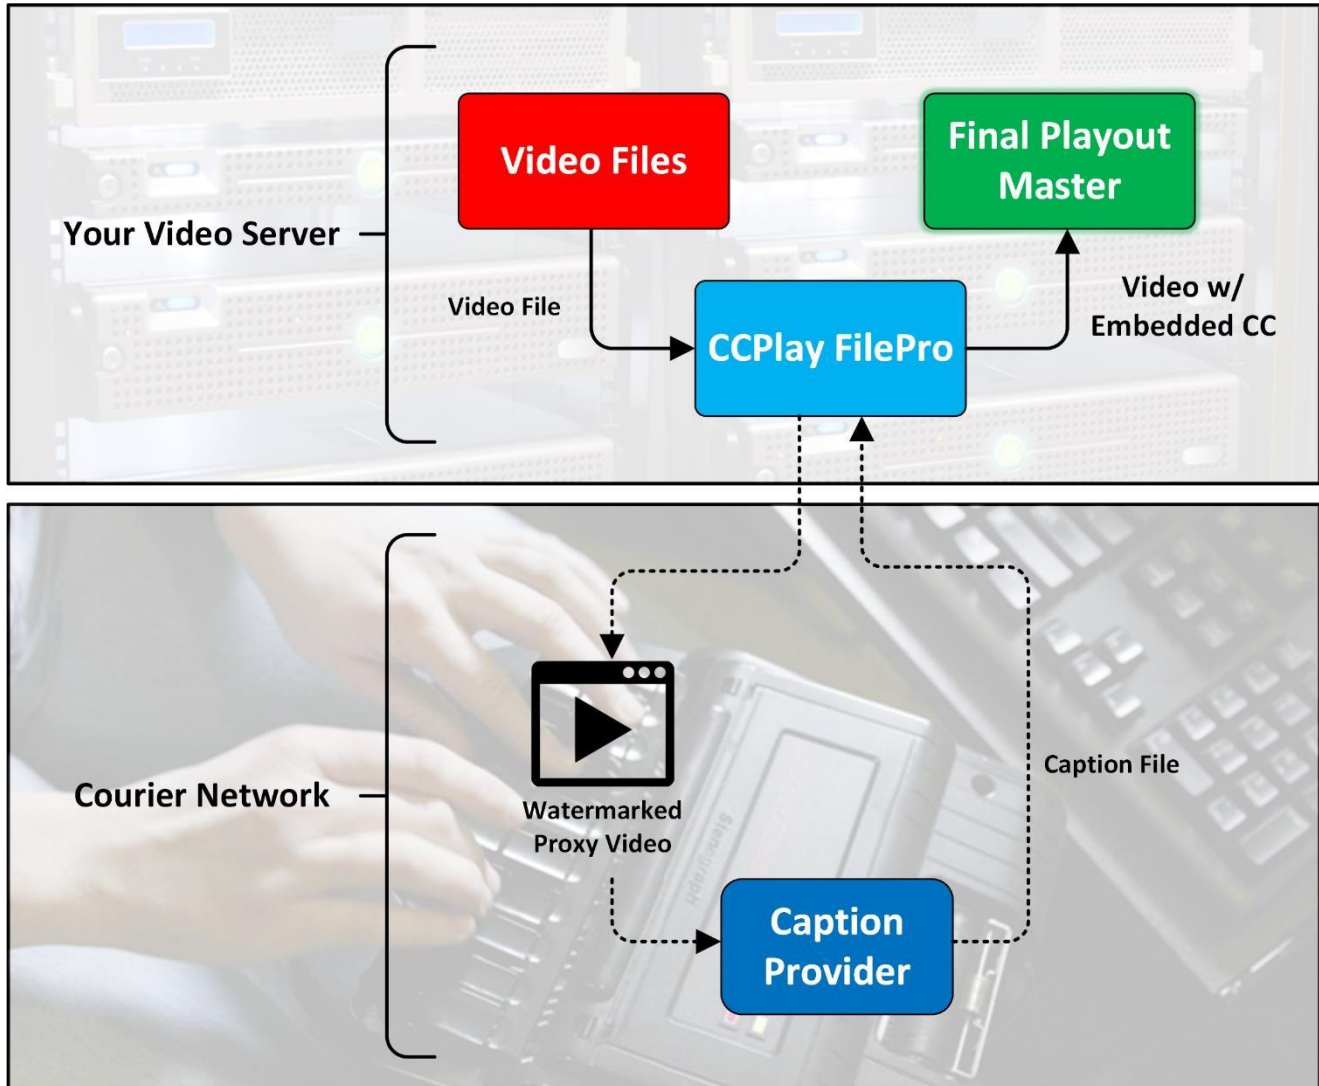 Video Files
Final Playout
Master
Your Video Server
Video File
CCPlay FilePro
Video w/
Embedded CC
Courier Network
Watermarked
Proxy Video
Caption File
Caption
Provider
Stenograph